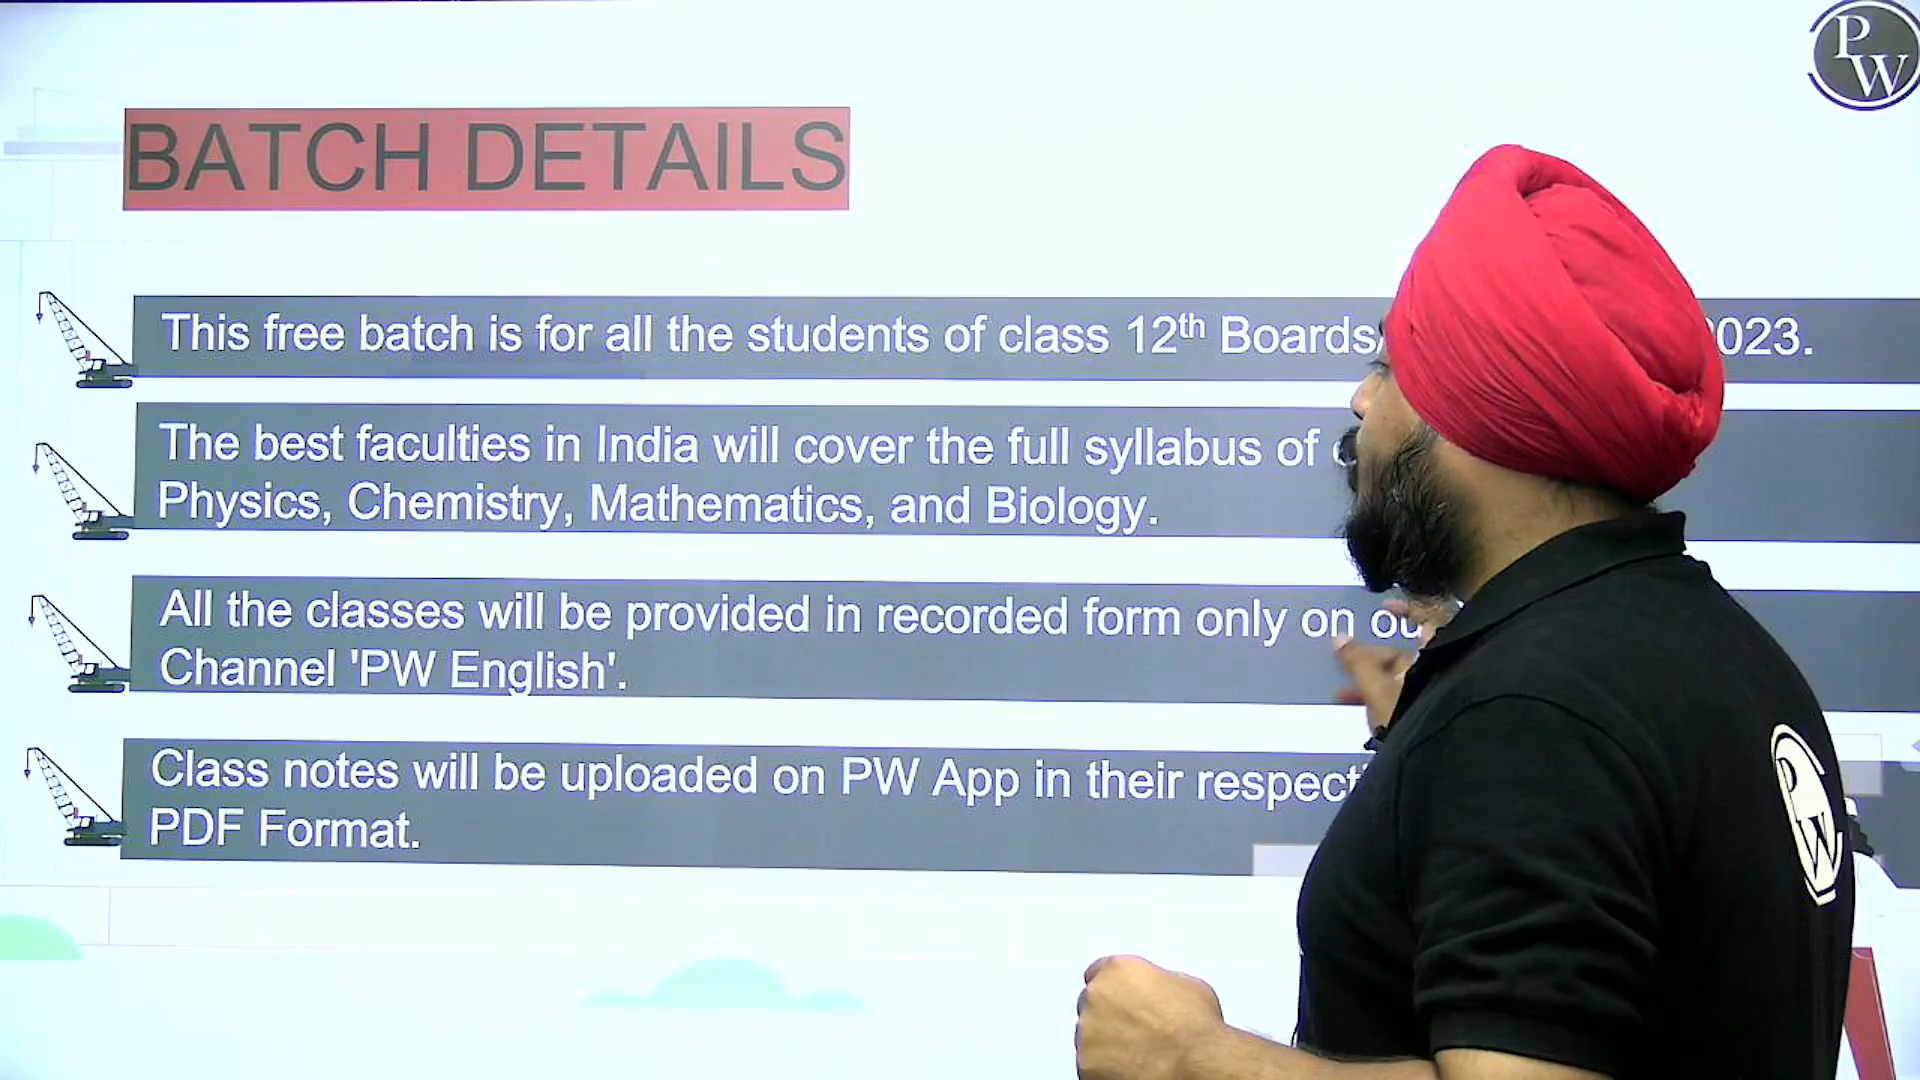 P
W
BATCH DETAILS
This free batch is for all the students of class 12th Boards 2023.
The best faculties in India will cover the full syllabus of
Physics, Chemistry, Mathematics, and Biology.
All the classes will be provided in recorded form only on
Channel 'PW English'.
Class notes will be uploaded on PW App in their
PDF Format.
P
W